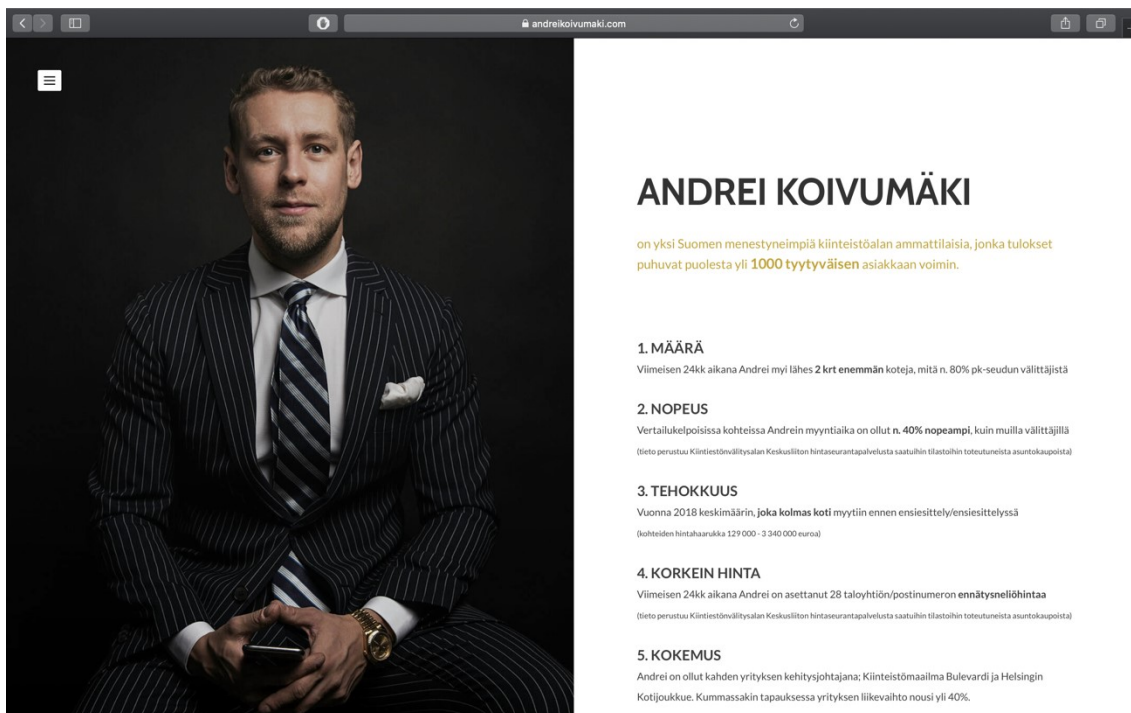 andreikoivumaki.com
ANDREI KOIVUMÄKI
on yksi Suomen menestyneimpiä kiinteistöalan ammattilaisia, jonka tulokset
puhuvat puolesta yli 1000 tyytyväisen asiakkaan voimin.
1. MÄÄRÄ
Viimeisen 24kk aikana Andrei myi lähes 2 krt enemmän koteja, mitä n. 80% pk-seudun välittäjistä
2. NOPEUS
Vertailukelpoisissa kohteissa Andrein myyntiaika on ollut n. 40% nopeampi, kuin muilla välittäjillä
(tieto perustuu Kiintiestönvälitysalan Keskusliiton hintaseurantapalvelusta saatuihin tilastoihin toteutuneista asuntokaupoista)
3. TEHOKKUUS
Vuonna 2018 keskimäärin, joka kolmas koti myytiin ennen ensiesittely/ensiesittelyssä
(kohteiden hintahaarukka 129 000 - 3 340 000 euroa)
4. KORKEIN HINTA
Viimeisen 24kk aikana Andrei on asettanut 28 taloyhtiön/postinumeron ennätysneliöhintaa
(tieto perustuu Kiintiestönvälitysalan Keskusliiton hintaseurantapalvelusta saatuihin tilastoihin toteutuneista asuntokaupoista)
5. KOKEMUS
Andrei on ollut kahden yrityksen kehitysjohtajana; Kiinteistömaailma Bulevardi ja Helsingin
Kotijoukkue. Kummassakin tapauksessa yrityksen liikevaihto nousi yli 40%.